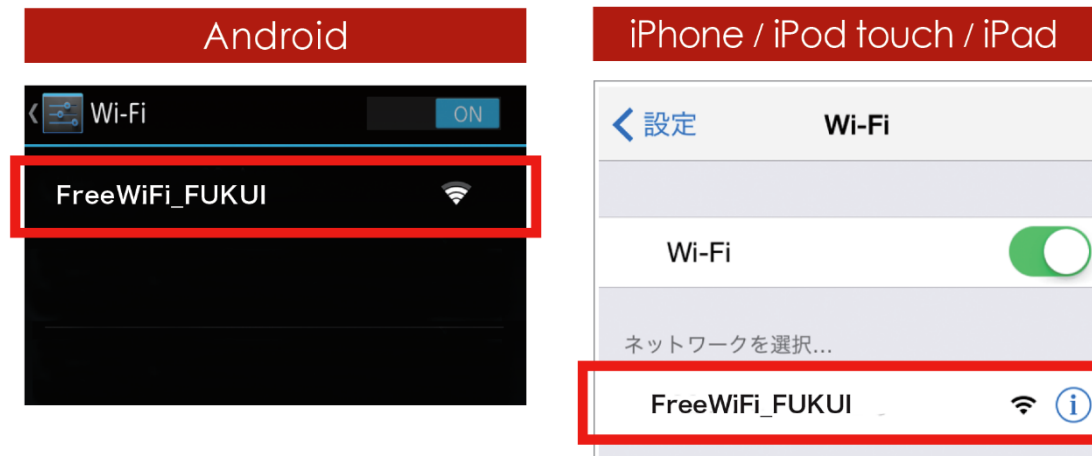 Android
Wi-Fi
ON
FreeWiFi_FUKUI
iPhone / iPod touch / iPad
設定
Wi-Fi
Wi-Fi
ネットワークを選択...
FreeWiFi_FUKUI
i